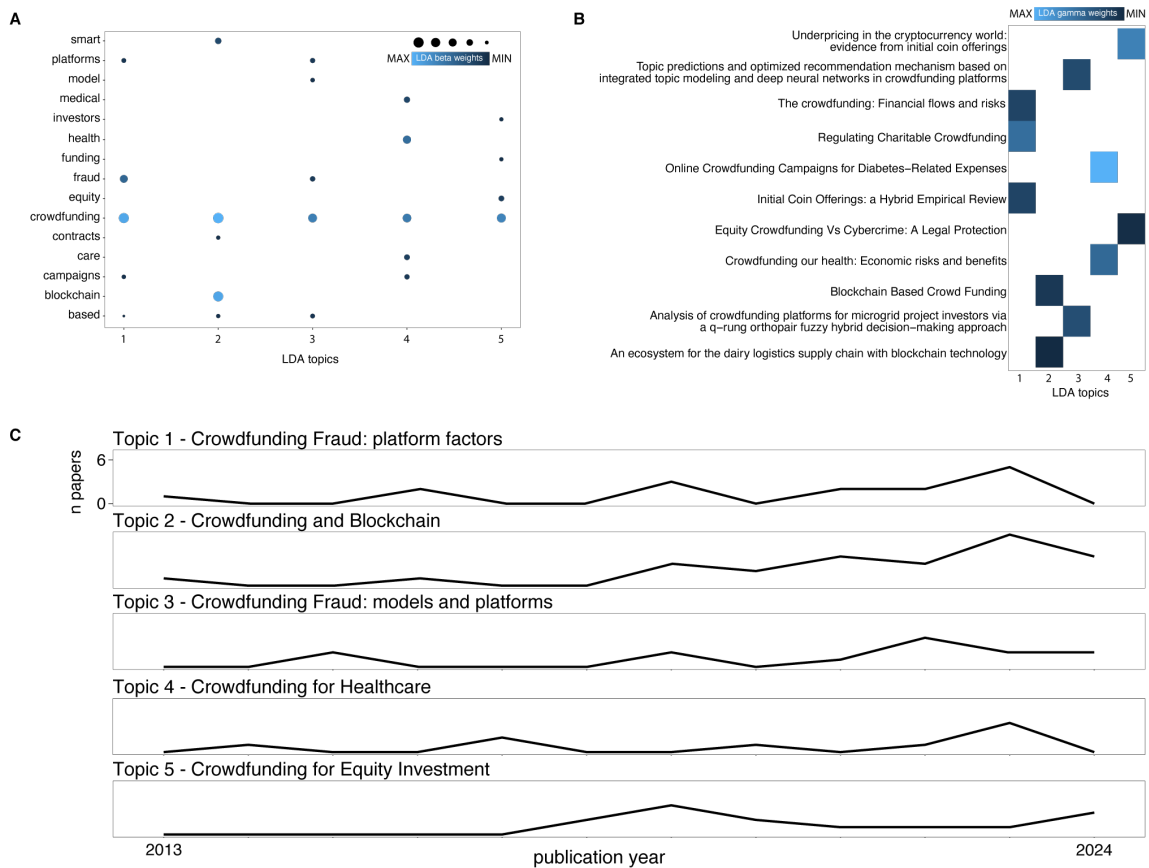 A
smart
platforms
model
medical
investors
health
funding
fraud
equity
crowdfunding
contracts
care
campaigns
blockchain
based
MAX LDA beta weights MIN
1 2 3 4 5
LDA topics
B
MAX LDA gamma weights MIN
Underpricing in the cryptocurrency world:
evidence from initial coin offerings
Topic predictions and optimized recommendation mechanism based on
integrated topic modeling and deep neural networks in crowdfunding platforms
The crowdfunding: Financial flows and risks
Regulating Charitable Crowdfunding
Online Crowdfunding Campaigns for Diabetes−Related Expenses
Initial Coin Offerings: a Hybrid Empirical Review
Equity Crowdfunding Vs Cybercrime: A Legal Protection
Crowdfunding our health: Economic risks and benefits
Blockchain Based Crowd Funding
Analysis of crowdfunding platforms for microgrid project investors via
a q−rung orthopair fuzzy hybrid decision−making approach
An ecosystem for the dairy logistics supply chain with blockchain technology
1 2 3 4 5
LDA topics
C
Topic 1 - Crowdfunding Fraud: platform factors
n papers
6
0
Topic 2 - Crowdfunding and Blockchain
Topic 3 - Crowdfunding Fraud: models and platforms
Topic 4 - Crowdfunding for Healthcare
Topic 5 - Crowdfunding for Equity Investment
2013 2024
publication year